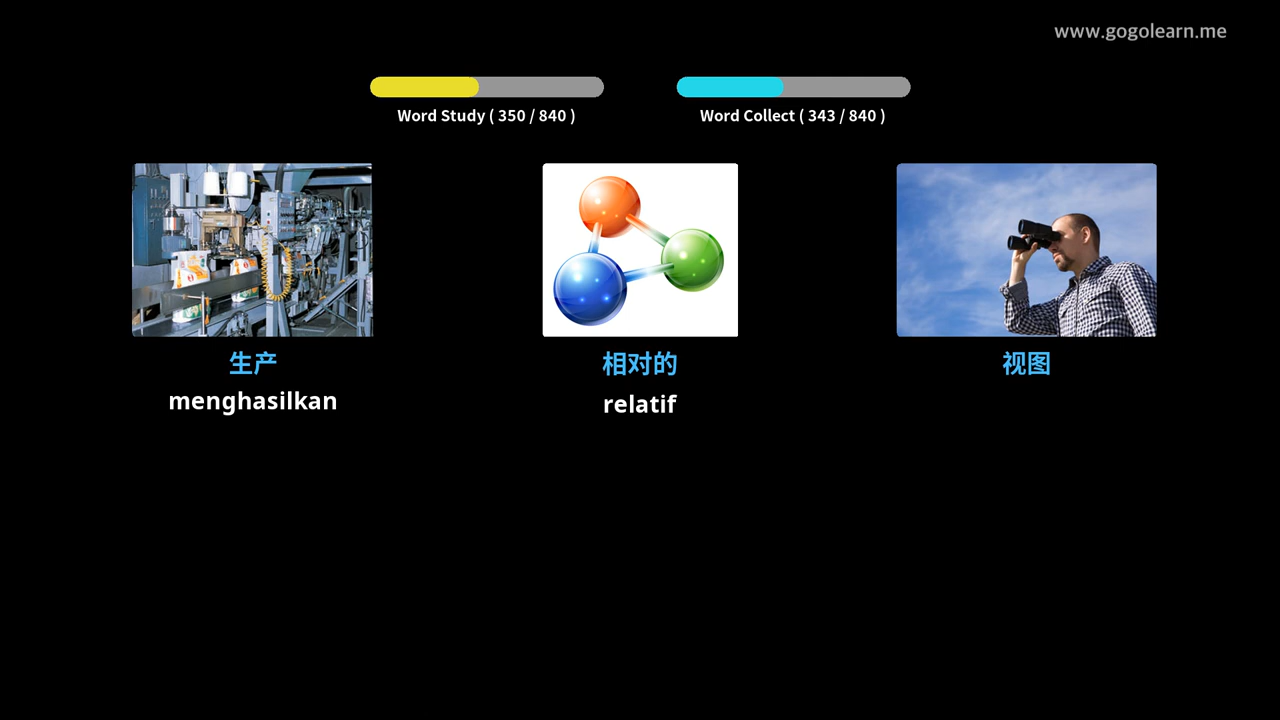 www.gogolearn.me
Word Study ( 350 / 840 )
Word Collect ( 343 / 840 )
生产
menghasilkan
相对的
relatif
视图